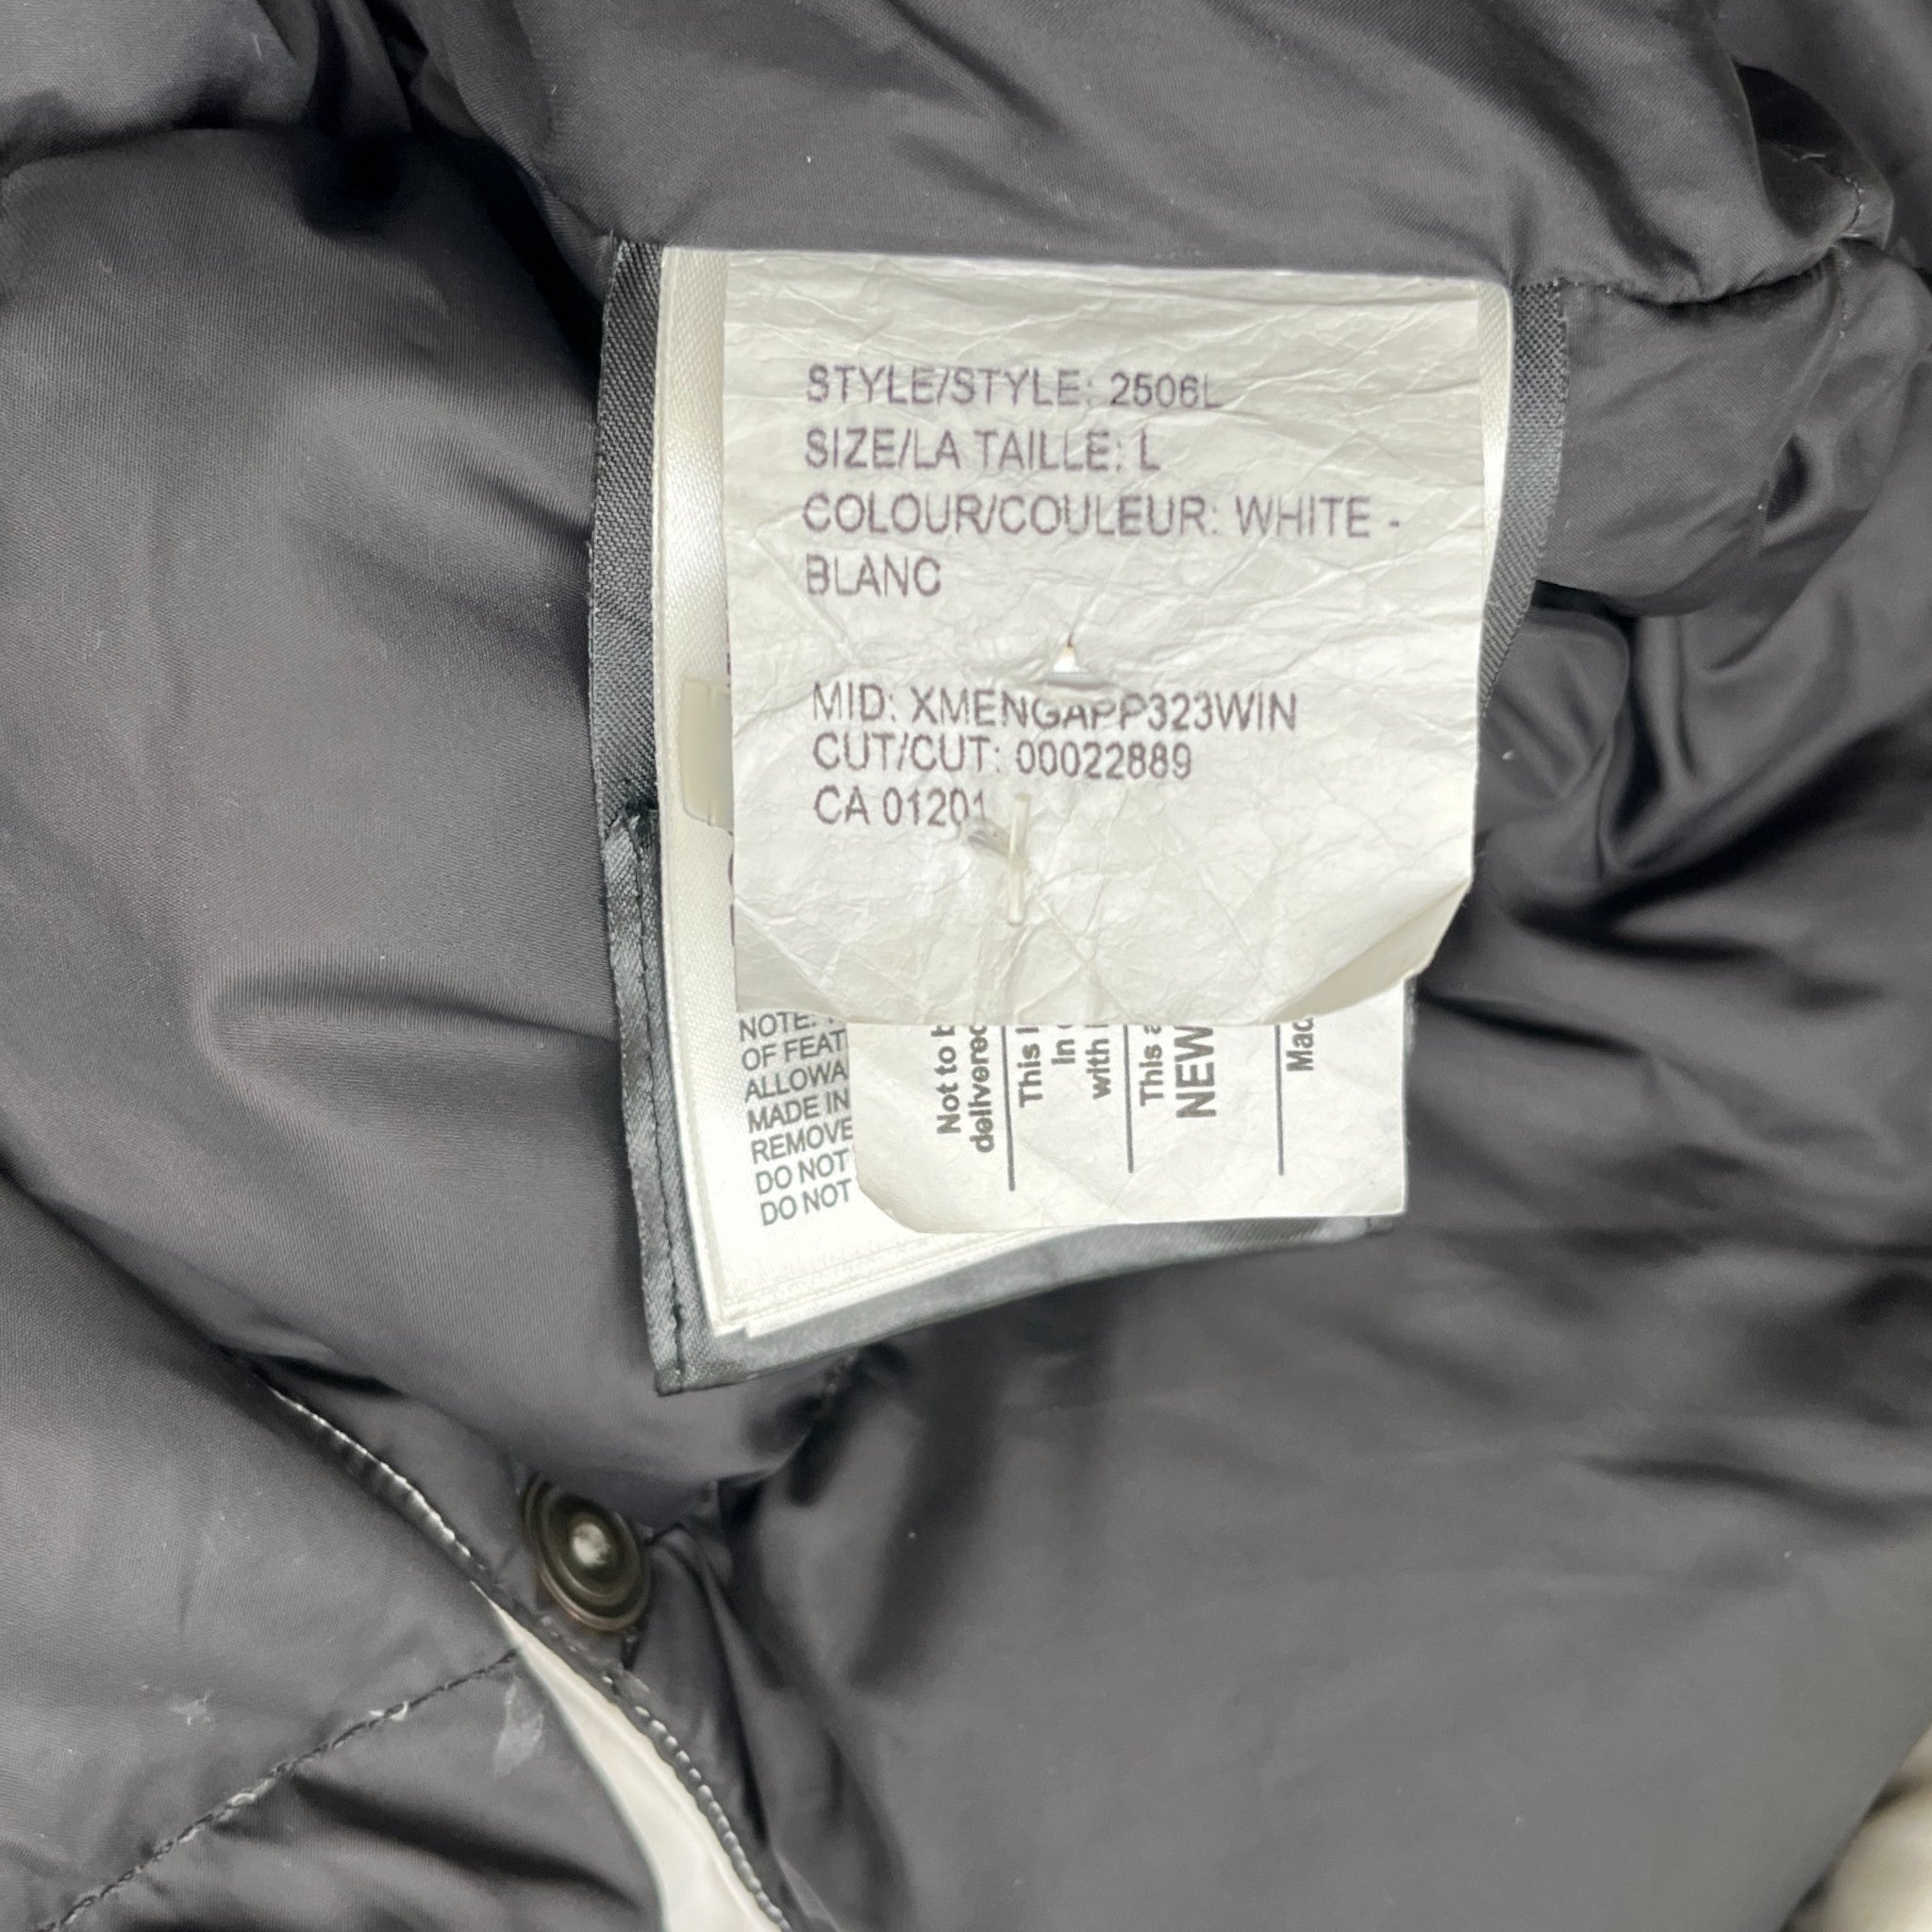 STYLE/STYLE: 2506L
SIZE/LA TAILLE: L
COLOUR/COULEUR: WHITE -
BLANC
MID: XMENGAPP323WIN
CUT/CUT: 00022889
CA 01201
NOTE:
OF FEAT
ALLOWA
MADE IN
REMOVE
DO NOT
DO NOT
Not to b
delivered
This
In
with
This a
NEW
Mad